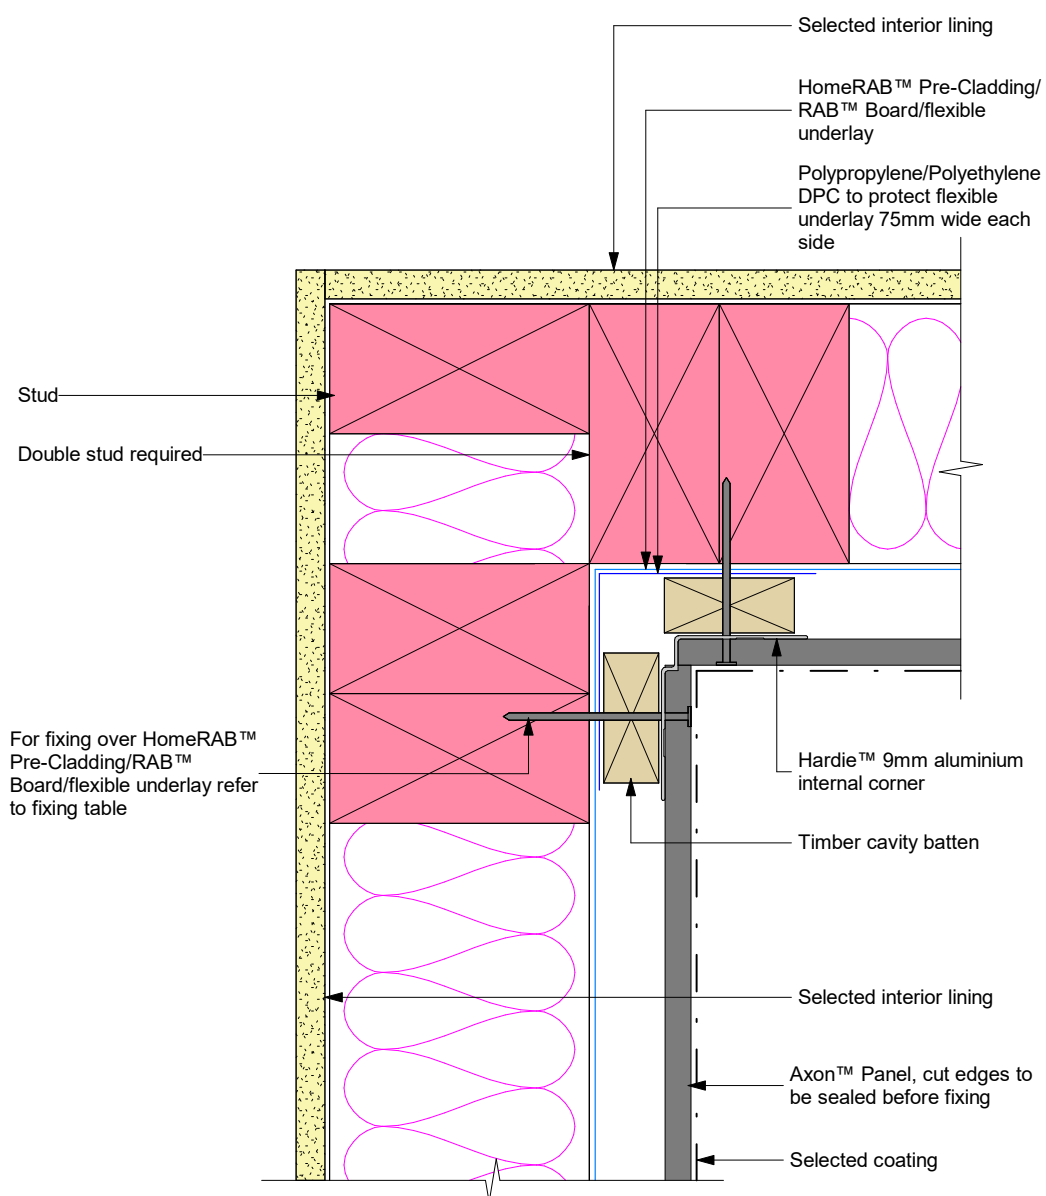 Selected interior lining
HomeRAB™ Pre-Cladding/
RAB™ Board/flexible
underlay
Polypropylene/Polyethylene
DPC to protect flexible
underlay 75mm wide each
side
Stud
Double stud required
For fixing over HomeRAB™
Pre-Cladding/RAB™
Board/flexible underlay refer
to fixing table
Hardie™ 9mm aluminium
internal corner
Timber cavity batten
Selected interior lining
Axon™ Panel, cut edges to
be sealed before fixing
Selected coating